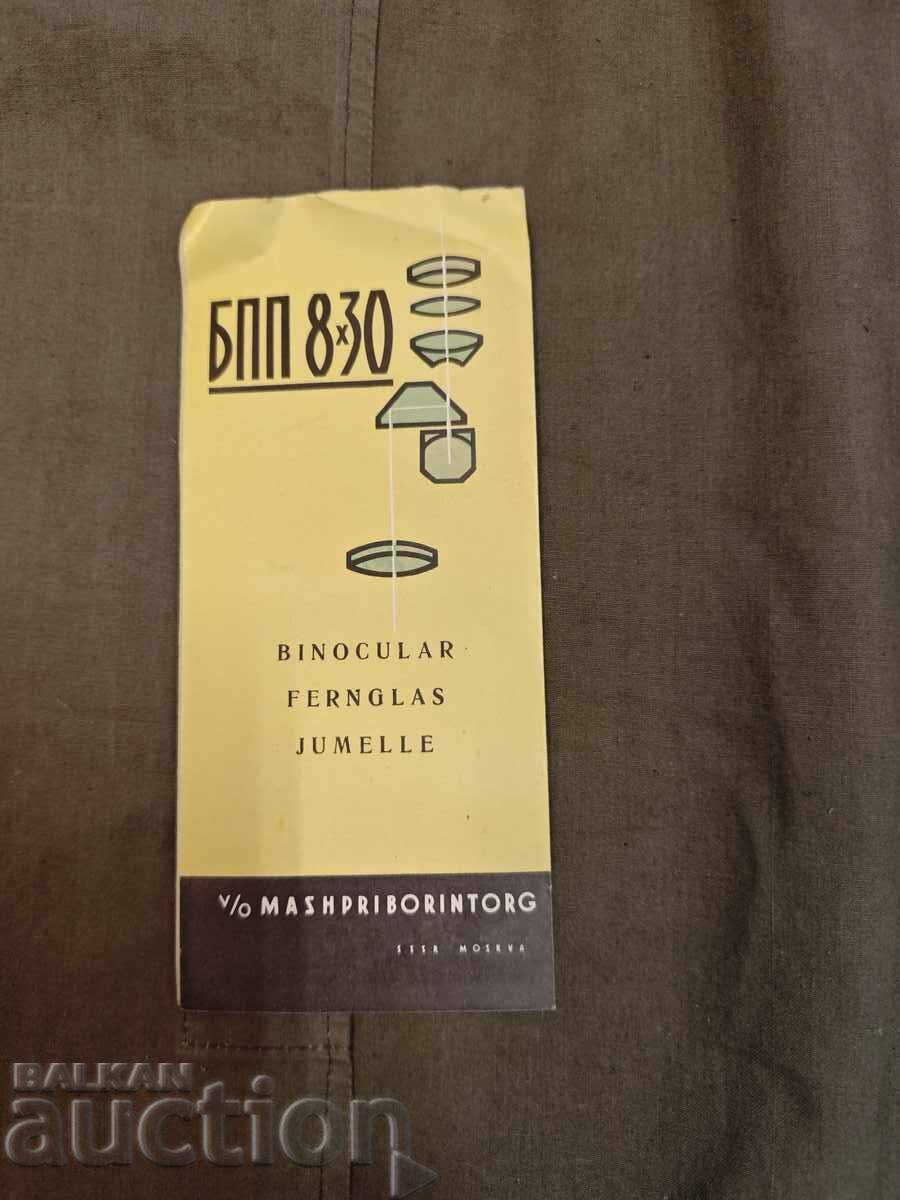 БПП 8x30
BINOCULAR
FERNGLAS
JUMELLE
V/O MASHPRIBORINTORG
SSSR MOSKVA
BALKAN
auction